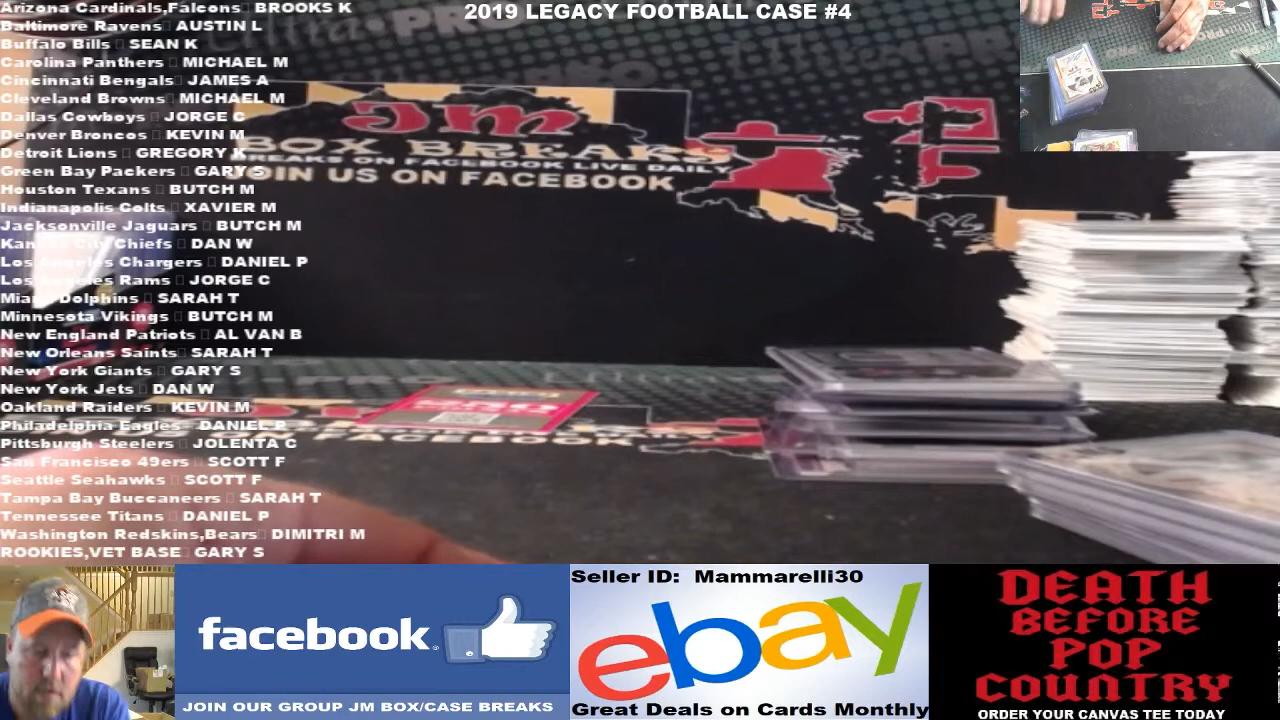 2019 LEGACY FOOTBALL CASE #4
Arizona Cardinals,Falcons BROOKS K
Baltimore Ravens AUSTIN L
Buffalo Bills SEAN K
Carolina Panthers MICHAEL M
Cincinnati Bengals JAMES A
Cleveland Browns MICHAEL M
Dallas Cowboys JORGE C
Denver Broncos KEVIN M
Detroit Lions GREGORY K
Green Bay Packers GARY S
Houston Texans BUTCH M
Indianapolis Colts XAVIER M
Jacksonville Jaguars BUTCH M
Kansas City Chiefs DAN W
Los Angeles Chargers DANIEL P
Los Angeles Rams JORGE C
Miami Dolphins SARAH T
Minnesota Vikings BUTCH M
New England Patriots AL VAN B
New Orleans Saints SARAH T
New York Giants GARY S
New York Jets DAN W
Oakland Raiders KEVIN M
Philadelphia Eagles DANIEL P
Pittsburgh Steelers JOLENTA C
San Francisco 49ers SCOTT F
Seattle Seahawks SCOTT F
Tampa Bay Buccaneers SARAH T
Tennessee Titans DANIEL P
Washington Redskins,Bears DIMITRI M
ROOKIES,VET BASE GARY S
JM
BOX BREAKS
BREAKS ON FACEBOOK LIVE DAILY
JOIN US ON FACEBOOK
FACEBOOK
facebook
JOIN OUR GROUP JM BOX/CASE BREAKS
Seller ID: Mammarelli30
ebay
Great Deals on Cards Monthly
DEATH
BEFORE
POP
COUNTRY
ORDER YOUR CANVAS TEE TODAY